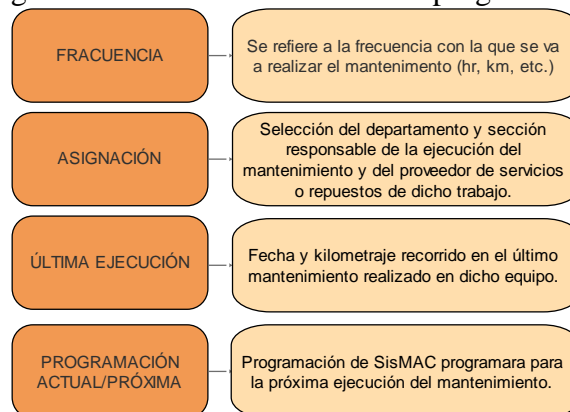 FRACUENCIA
Se refiere a la frecuencia con la que se va
a realizar el mantenimento (hr, km, etc.)
ASIGNACIÓN
Selección del departamento y sección
responsable de la ejecución del
mantenimiento y del proveedor de servicios
o repuestos de dicho trabajo.
ÚLTIMA EJECUCIÓN
Fecha y kilometraje recorrido en el último
mantenimiento realizado en dicho equipo.
PROGRAMACIÓN
ACTUAL/PRÓXIMA
Programación de SisMAC programara para
la próxima ejecución del mantenimiento.